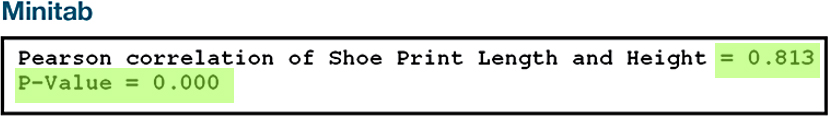 Minitab
Pearson correlation of Shoe Print Length and Height = 0.813
P-Value = 0.000